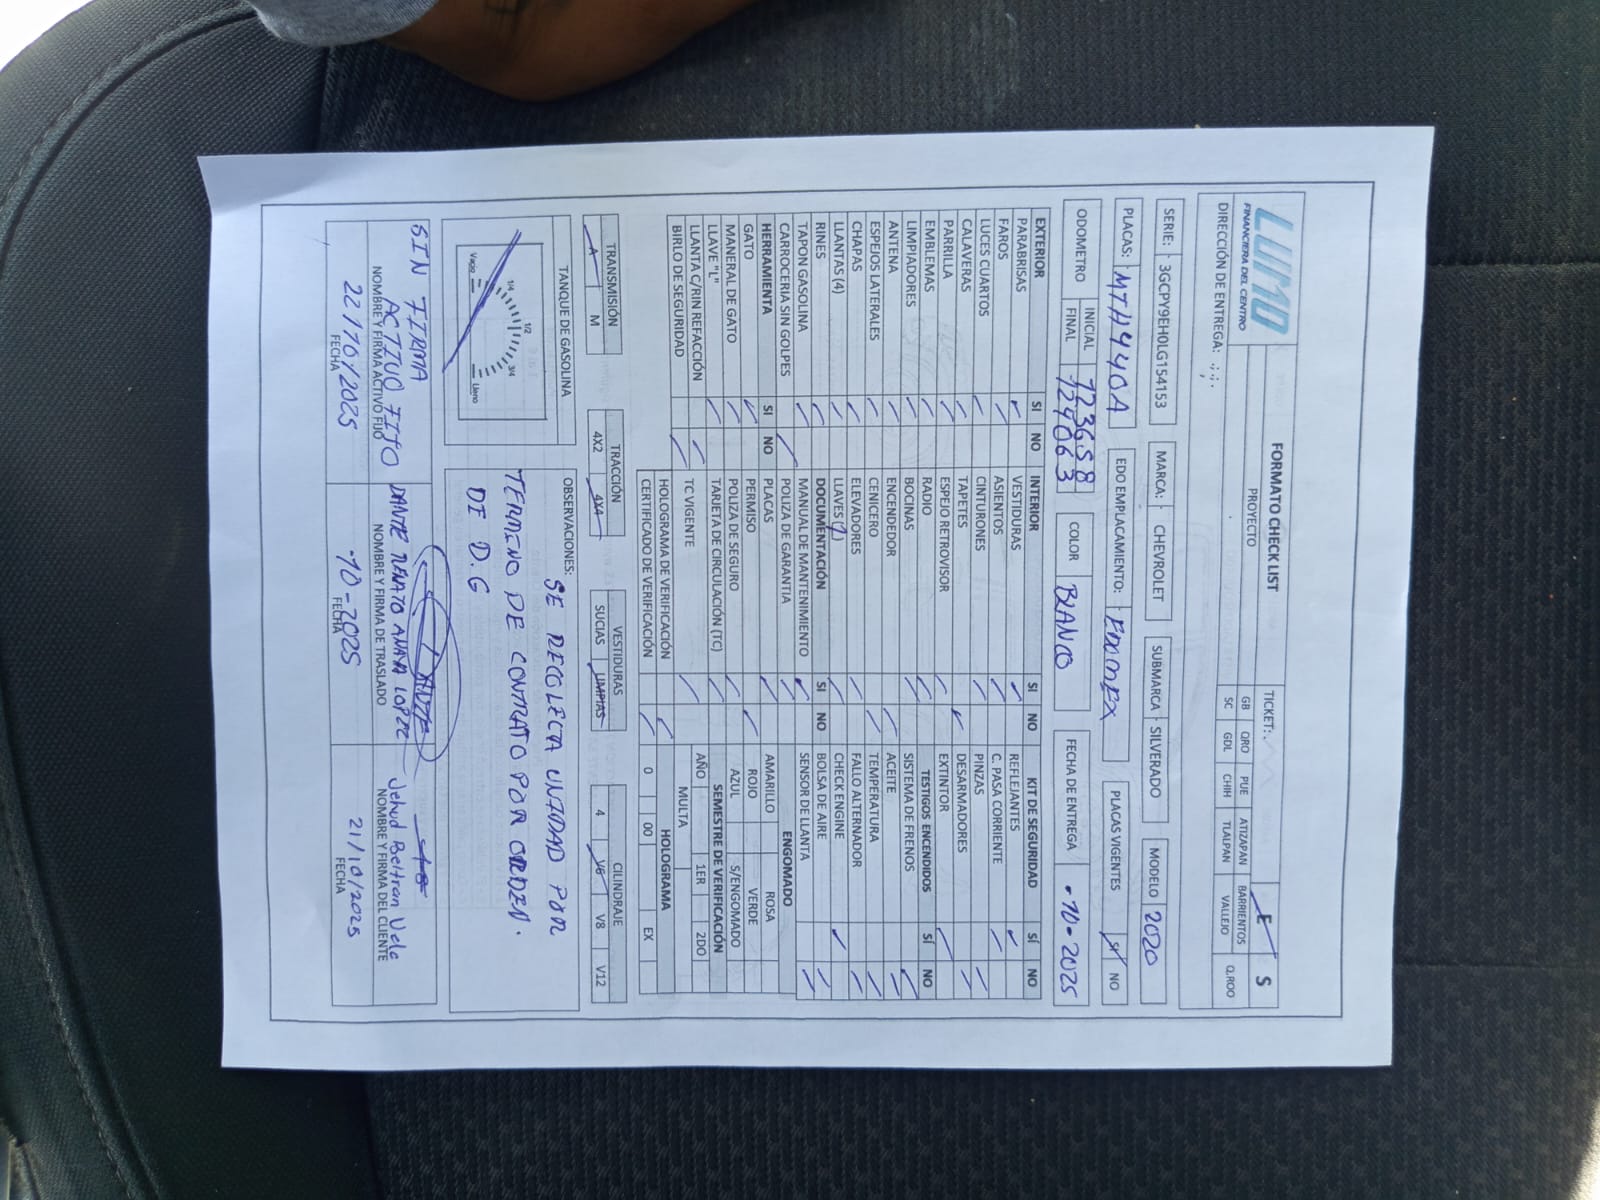 LUMO
FINANCIERA DEL CENTRO
FORMATO CHECK LIST
PROYECTO
DIRECCIÓN DE ENTREGA:
TICKET:
E S
GB QRO PUE ATIZAPAN BARRIENTOS Q.ROO
SC GDL CHIH TLALPAN VALLEJO
SERIE: 3GCPY9EH0LG154153 MARCA: CHEVROLET SUBMARCA SILVERADO MODELO 2020
PLACAS: MTH4440A EDO EMPLACAMIENTO: EDOMEX PLACAS VIGENTES SI NO
ODOMETRO INICIAL 123658 COLOR BLANCO FECHA DE ENTREGA -10-2025
FINAL 124063
EXTERIOR SI NO INTERIOR SI NO KIT DE SEGURIDAD SÍ NO
PARABRISAS VESTIDURAS REFLEJANTES
FAROS ASIENTOS C. PASA CORRIENTE
LUCES CUARTOS CINTURONES PINZAS
CALAVERAS TAPETES DESARMADORES
PARRILLA ESPEJO RETROVISOR EXTINTOR
EMBLEMAS RADIO TESTIGOS ENCENDIDOS SÍ NO
LIMPIADORES BOCINAS SISTEMA DE FRENOS
ANTENA ENCENDEDOR ACEITE
ESPEJOS LATERALES CENICERO TEMPERATURA
CHAPAS ELEVADORES FALLO ALTERNADOR
LLANTAS (4) LLAVES CHECK ENGINE
RINES DOCUMENTACIÓN SI NO BOLSA DE AIRE
TAPON GASOLINA MANUAL DE MANTENIMIENTO SENSOR DE LLANTA
CARROCERIA SIN GOLPES POLIZA DE GARANTIA ENGOMADO
HERRAMIENTA SI NO PLACAS AMARILLO ROSA
GATO PERMISO ROJO VERDE
MANERAL DE GATO POLIZA DE SEGURO AZUL S/ENGOMADO
LLAVE "L" TARJETA DE CIRCULACIÓN (TC) SEMESTRE DE VERIFICACIÓN
LLANTA C/RIN REFACCIÓN TC VIGENTE AÑO 1ER 2DO
BIRLO DE SEGURIDAD MULTA
HOLOGRAMA DE VERIFICACIÓN HOLOGRAMA
CERTIFICADO DE VERIFICACIÓN 0 00 EX
TRANSMISIÓN TRACCIÓN VESTIDURAS CILINDRAJE
A M 4X2 4X4 SUCIAS LIMPIAS 4 V6 V8 V12
TANQUE DE GASOLINA
Vacio 1/4 1/2 3/4 Lleno
OBSERVACIONES: SE RECOLECTA UNIDAD POR
TERMINO DE CONTRATO POR ORDEN.
DE D.G
SIN FIRMA ACTIVO FIJO
NOMBRE Y FIRMA ACTIVO FIJO
22/10/2025
FECHA
DANTE RENATO ANAYA LOPEZ
NOMBRE Y FIRMA DE TRASLADO
-10-2025
FECHA
Jehud Beltran Vele
NOMBRE Y FIRMA DEL CLIENTE
21/10/2025
FECHA